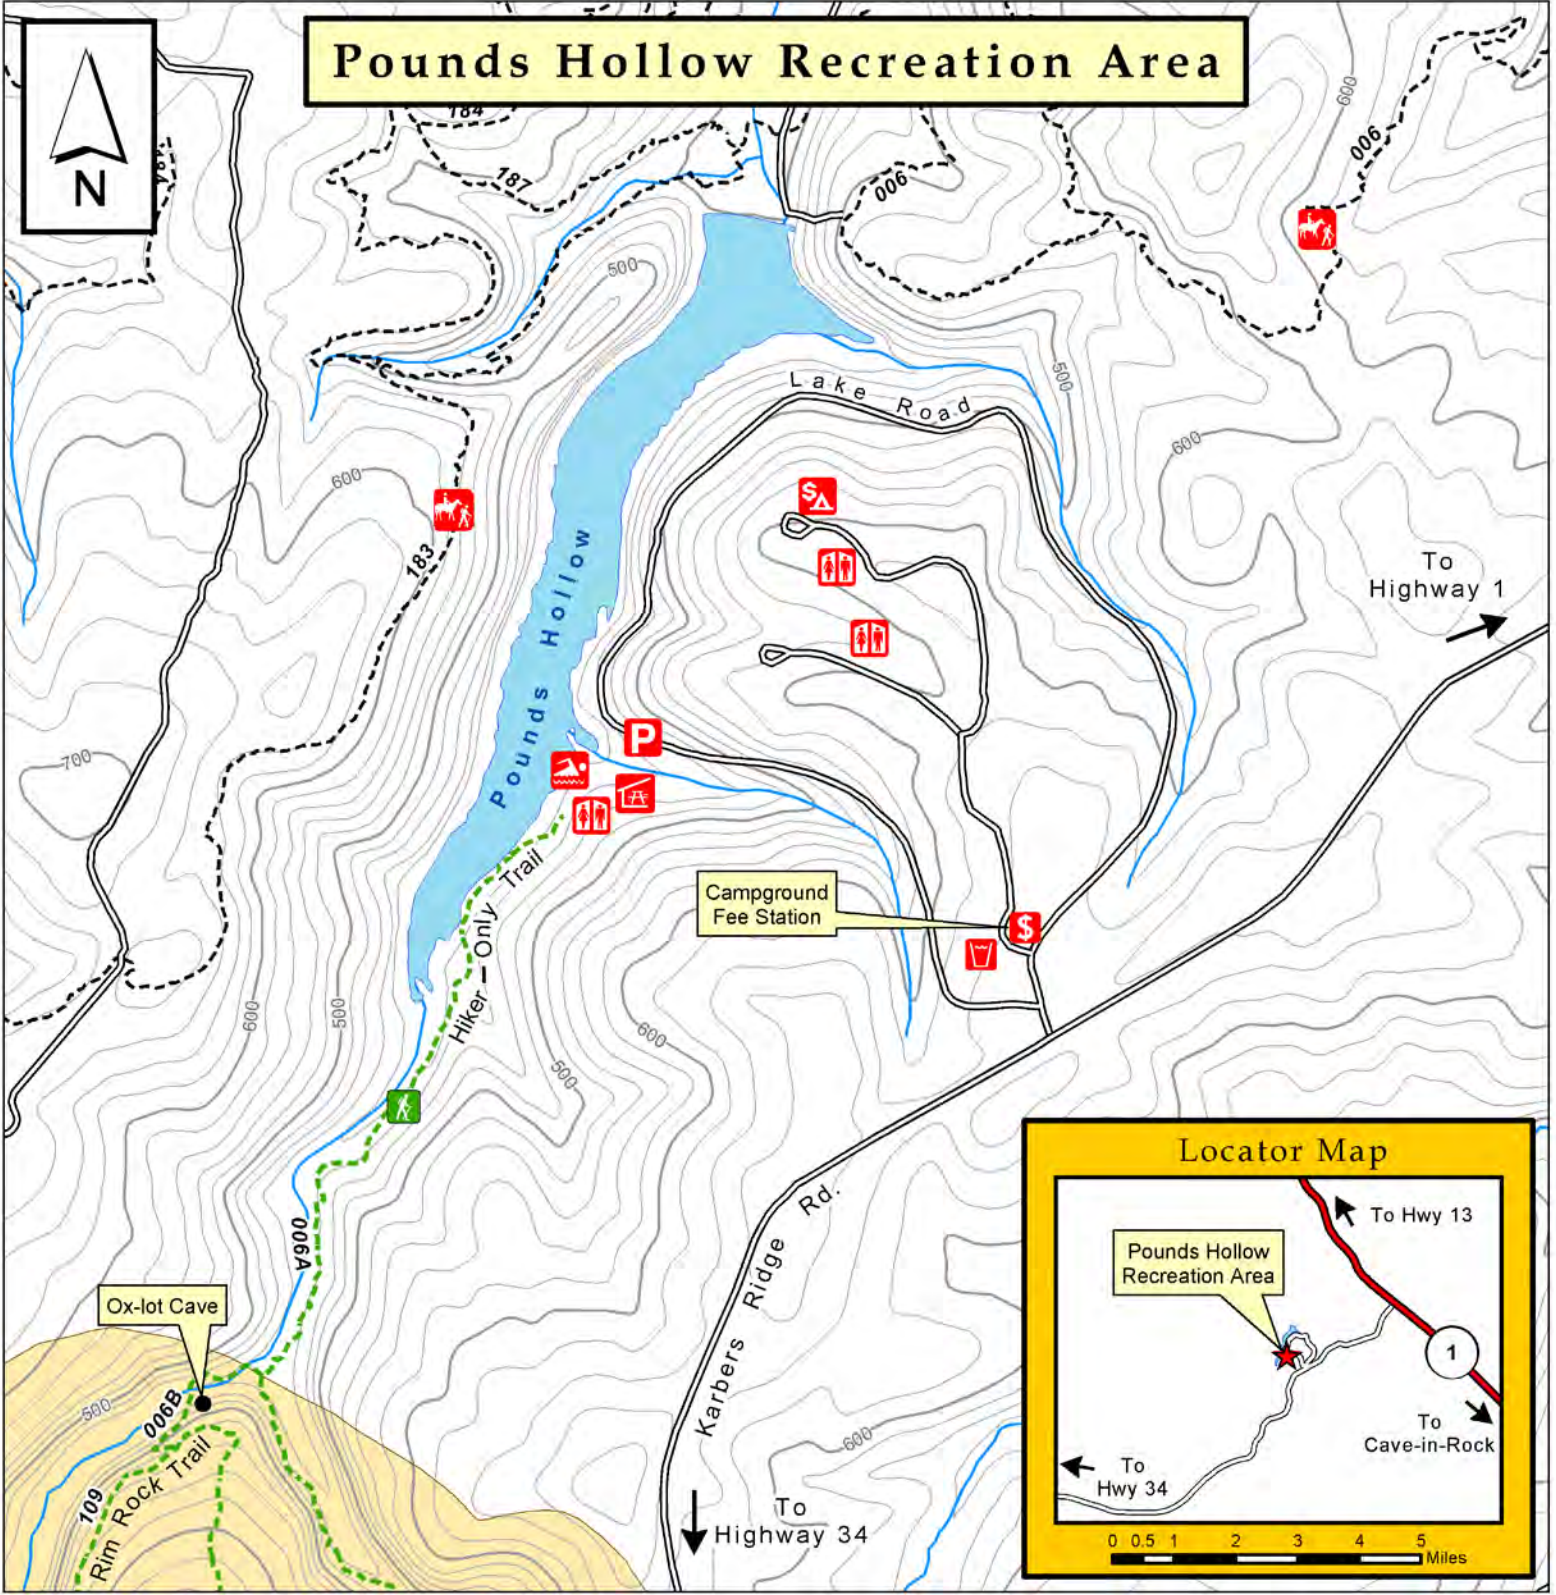 Pounds Hollow Recreation Area
N
184
187
006
006
600
500
500
600
600
Lake Road
183
To
Highway 1
Pounds Hollow
$
P
700
Campground
Fee Station
$
Hiker - Only Trail
600
500
600
500
Karbers Ridge Rd.
006A
Ox-lot Cave
500
006B
109
Rim Rock Trail
600
To
Highway 34
Locator Map
To Hwy 13
Pounds Hollow
Recreation Area
1
To
Cave-in-Rock
To
Hwy 34
0 0.5 1 2 3 4 5
Miles